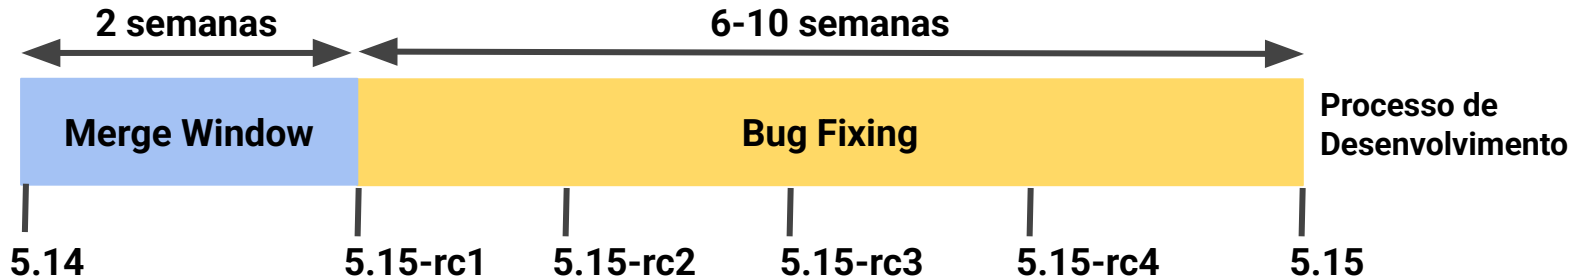 2 semanas
6-10 semanas
Merge Window
Bug Fixing
Processo de
Desenvolvimento
5.14
5.15-rc1
5.15-rc2
5.15-rc3
5.15-rc4
5.15